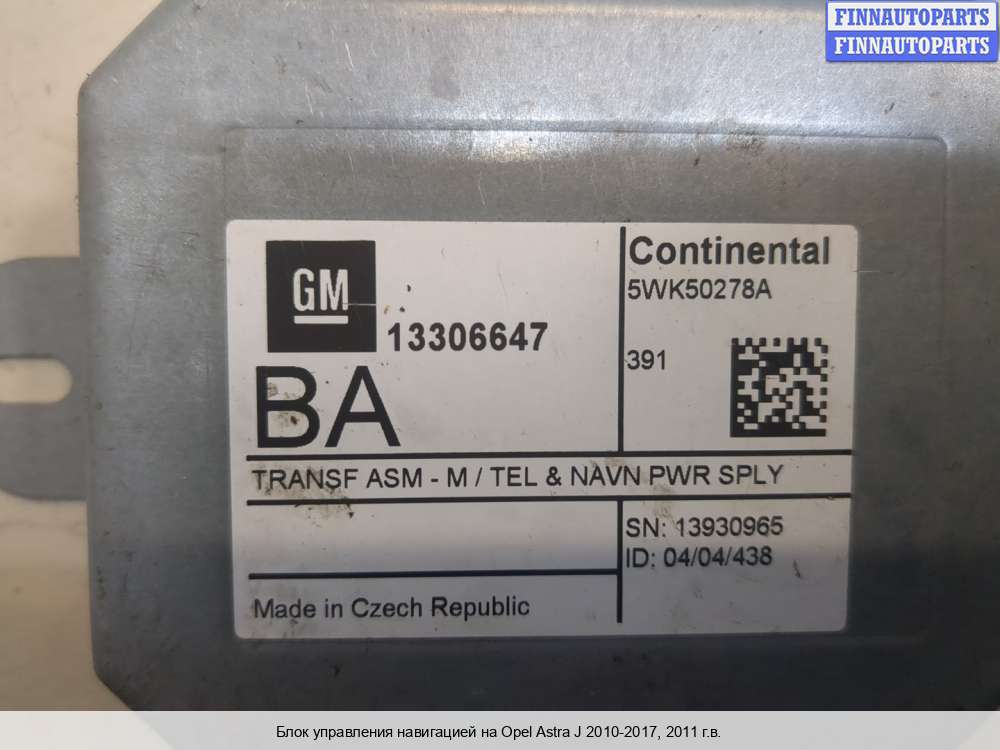 FINNAUTOPARTS
FINNAUTOPARTS
GM
13306647
BA
Continental
5WK50278A
391
TRANSF ASM - M / TEL & NAVN PWR SPLY
SN: 13930965
ID: 04/04/438
Made in Czech Republic
Блок управления навигацией на Opel Astra J 2010-2017, 2011 г.в.